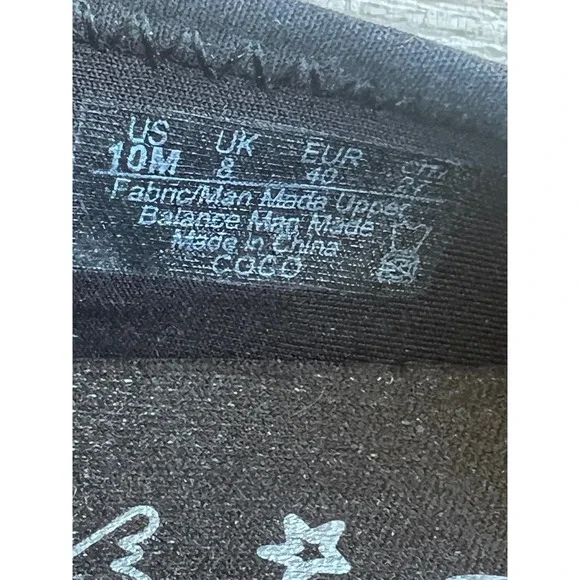 US UK EUR
10M 8 40
Fabric/Man Made Upper
Balance Man Made
Made in China
COCO